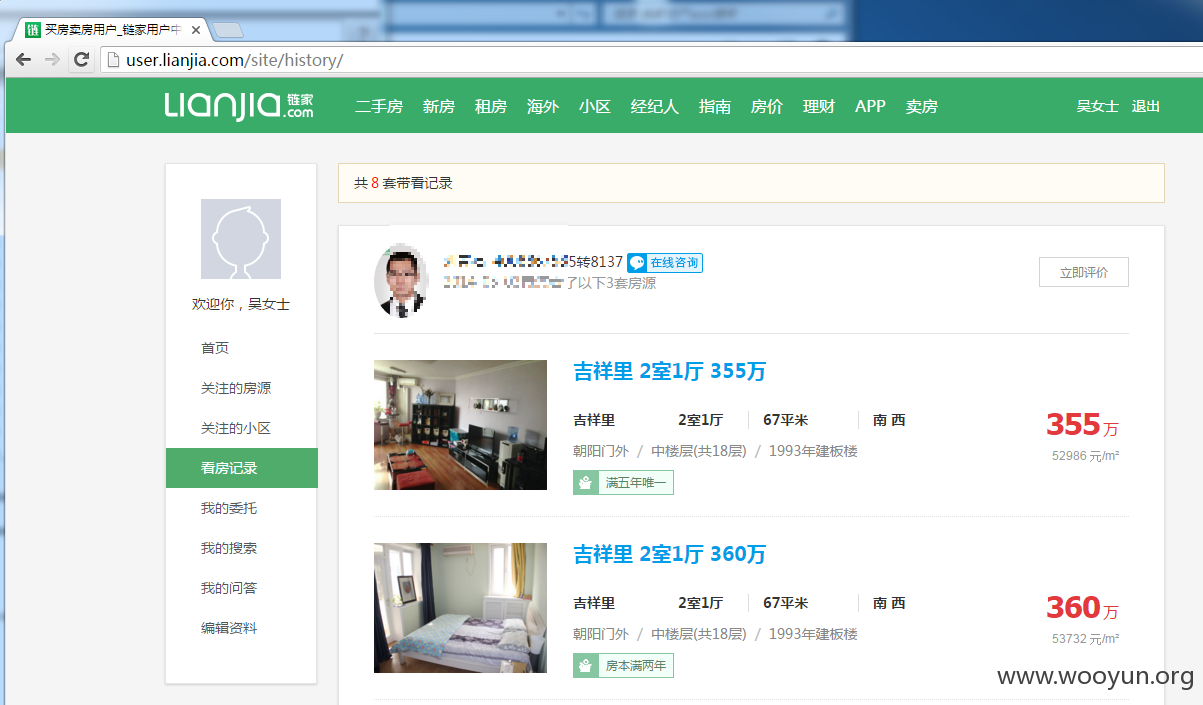 买房卖房用户_链家用户中
user.lianjia.com/site/history/
LIANJIA 链家 .com
二手房 新房 租房 海外 小区 经纪人 指南 房价 理财 APP 卖房
吴女士 退出
欢迎你，吴女士
首页
关注的房源
关注的小区
看房记录
我的委托
我的搜索
我的问答
编辑资料
共 8 套带看记录
5转8137 在线咨询
了以下3套房源
立即评价
吉祥里 2室1厅 355万
吉祥里 2室1厅 67平米 南 西
朝阳门外 / 中楼层(共18层) / 1993年建板楼
满五年唯一
355万
52986 元/m²
吉祥里 2室1厅 360万
吉祥里 2室1厅 67平米 南 西
朝阳门外 / 中楼层(共18层) / 1993年建板楼
房本满两年
360万
53732 元/m²
www.wooyun.org